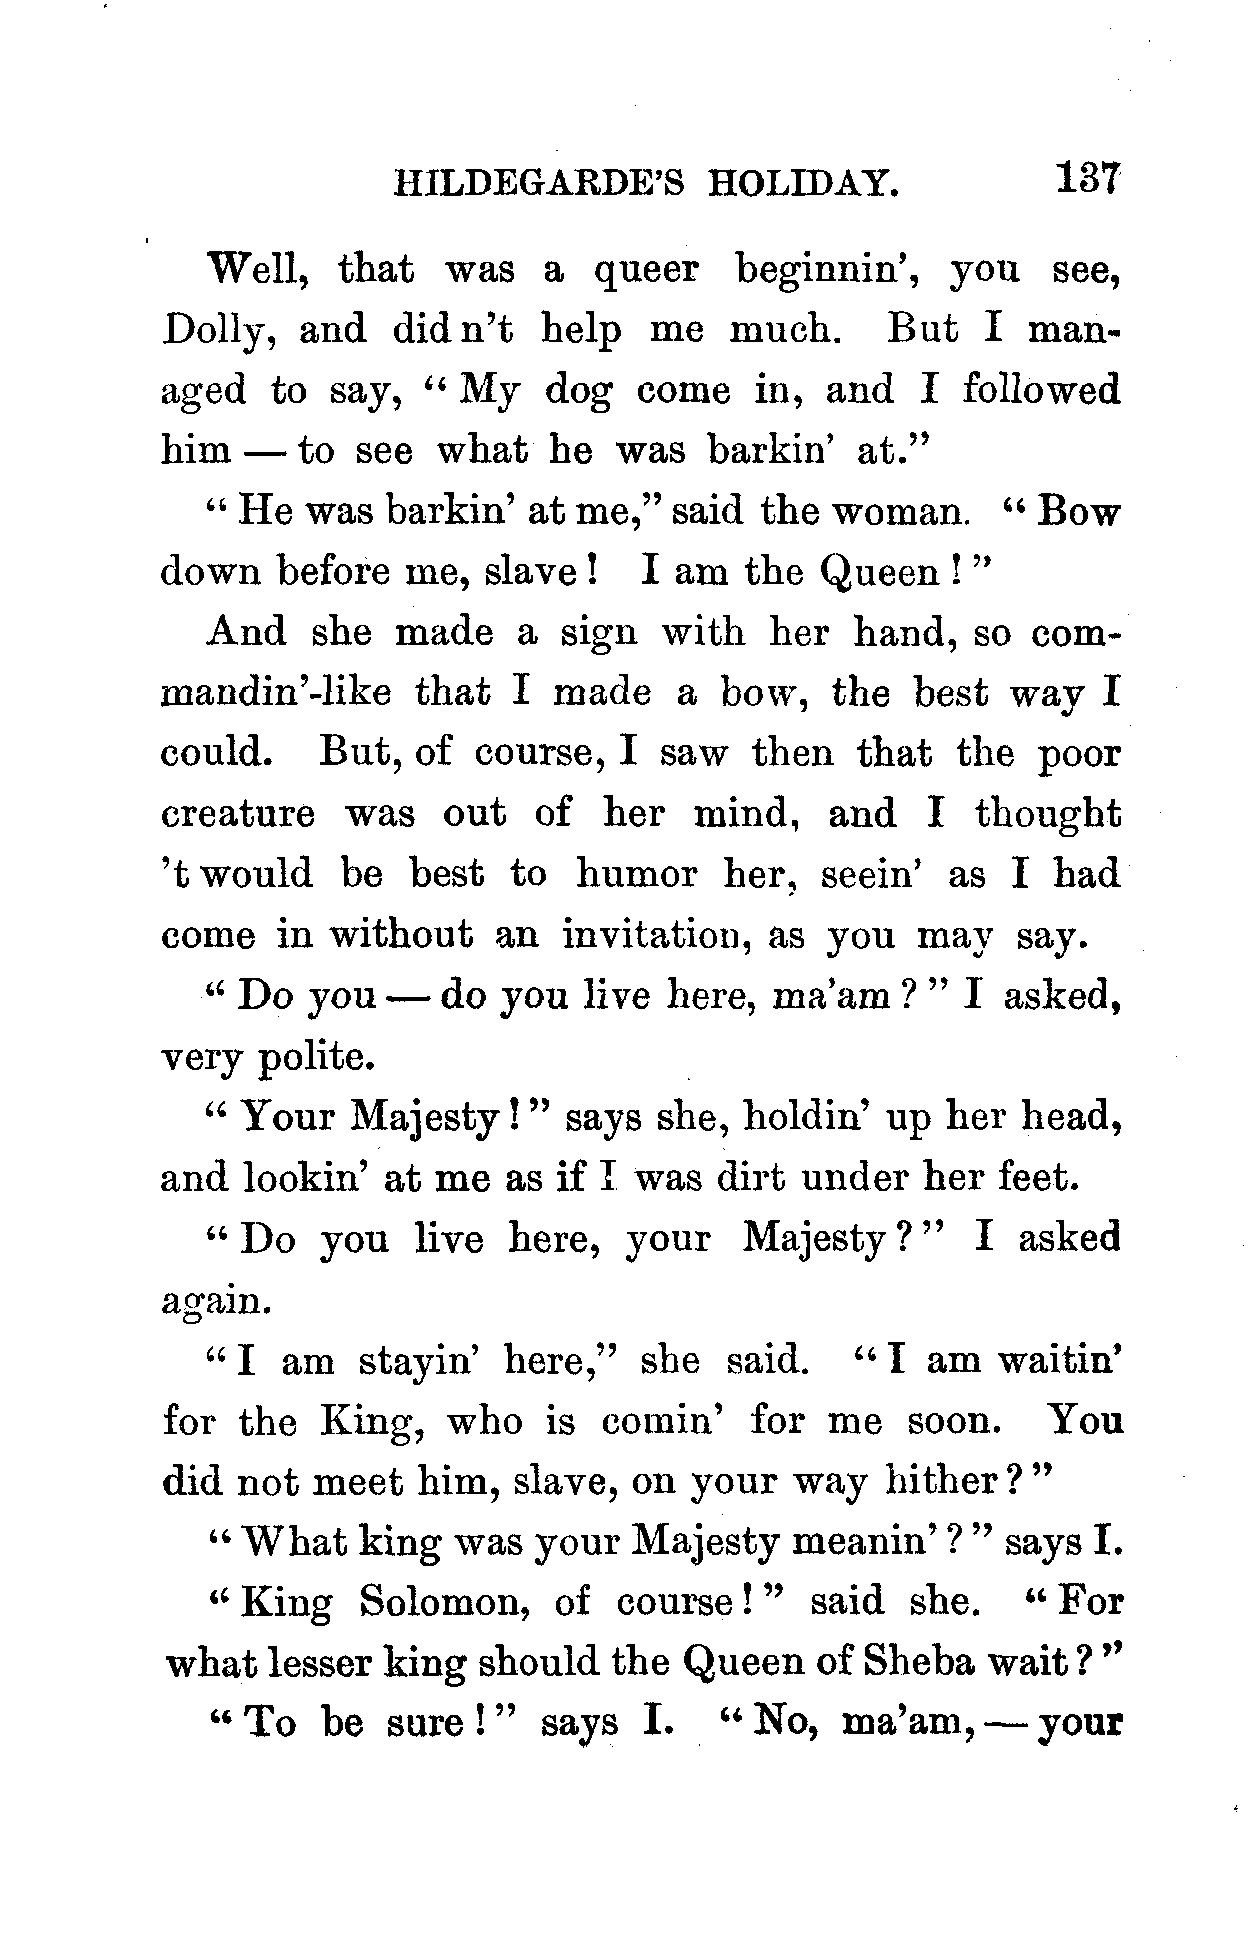 HILDEGARDE'S HOLIDAY. 137
Well, that was a queer beginnin', you see,
Dolly, and did n't help me much. But I man-
aged to say, “ My dog come in, and I followed
him — to see what he was barkin' at.”
“ He was barkin' at me,” said the woman. “ Bow
down before me, slave ! I am the Queen ! ”
And she made a sign with her hand, so com-
mandin'-like that I made a bow, the best way I
could. But, of course, I saw then that the poor
creature was out of her mind, and I thought
't would be best to humor her, seein' as I had
come in without an invitation, as you may say.
“ Do you — do you live here, ma'am ? ” I asked,
very polite.
“ Your Majesty ! ” says she, holdin' up her head,
and lookin' at me as if I was dirt under her feet.
“ Do you live here, your Majesty ? ” I asked
again.
“ I am stayin' here,” she said. “ I am waitin'
for the King, who is comin' for me soon. You
did not meet him, slave, on your way hither ? ”
“ What king was your Majesty meanin' ? ” says I.
“ King Solomon, of course ! ” said she. “ For
what lesser king should the Queen of Sheba wait ? ”
“ To be sure ! ” says I. “ No, ma'am, — your